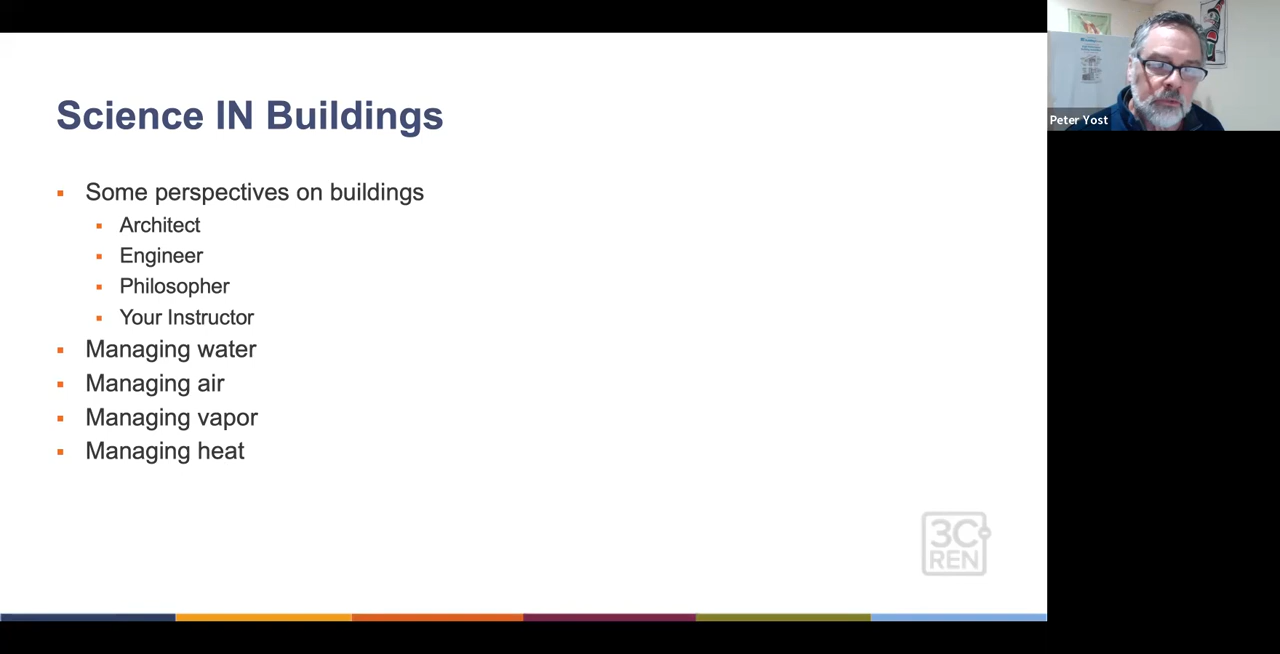 Science IN Buildings
Some perspectives on buildings
Architect
Engineer
Philosopher
Your Instructor
Managing water
Managing air
Managing vapor
Managing heat
3C
REN
Peter Yost